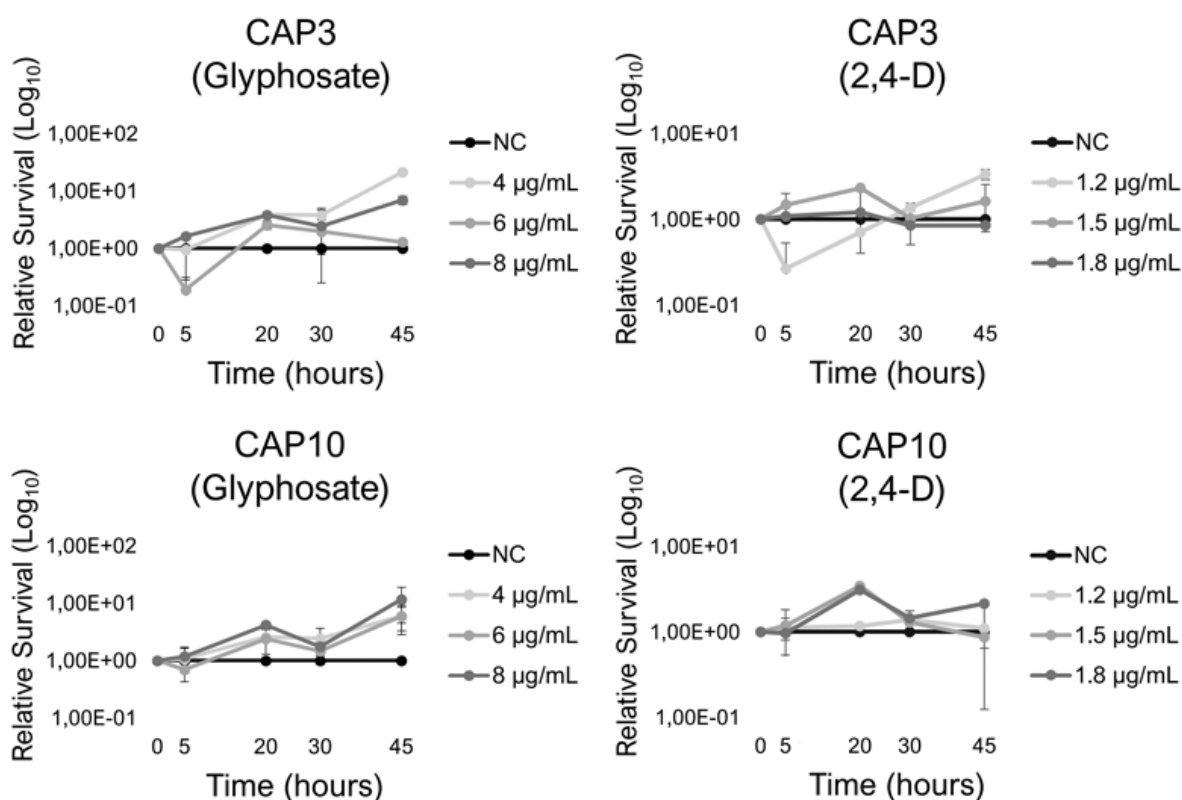 CAP3
(Glyphosate)
Relative Survival (Log10)
1,00E+02
1,00E+01
1,00E+00
1,00E-01
0 5 20 30 45
Time (hours)
NC
4 µg/mL
6 µg/mL
8 µg/mL
CAP3
(2,4-D)
Relative Survival (Log10)
1,00E+01
1,00E+00
1,00E-01
0 5 20 30 45
Time (hours)
NC
1.2 µg/mL
1.5 µg/mL
1.8 µg/mL
CAP10
(Glyphosate)
Relative Survival (Log10)
1,00E+02
1,00E+01
1,00E+00
1,00E-01
0 5 20 30 45
Time (hours)
NC
4 µg/mL
6 µg/mL
8 µg/mL
CAP10
(2,4-D)
Relative Survival (Log10)
1,00E+01
1,00E+00
1,00E-01
0 5 20 30 45
Time (hours)
NC
1.2 µg/mL
1.5 µg/mL
1.8 µg/mL